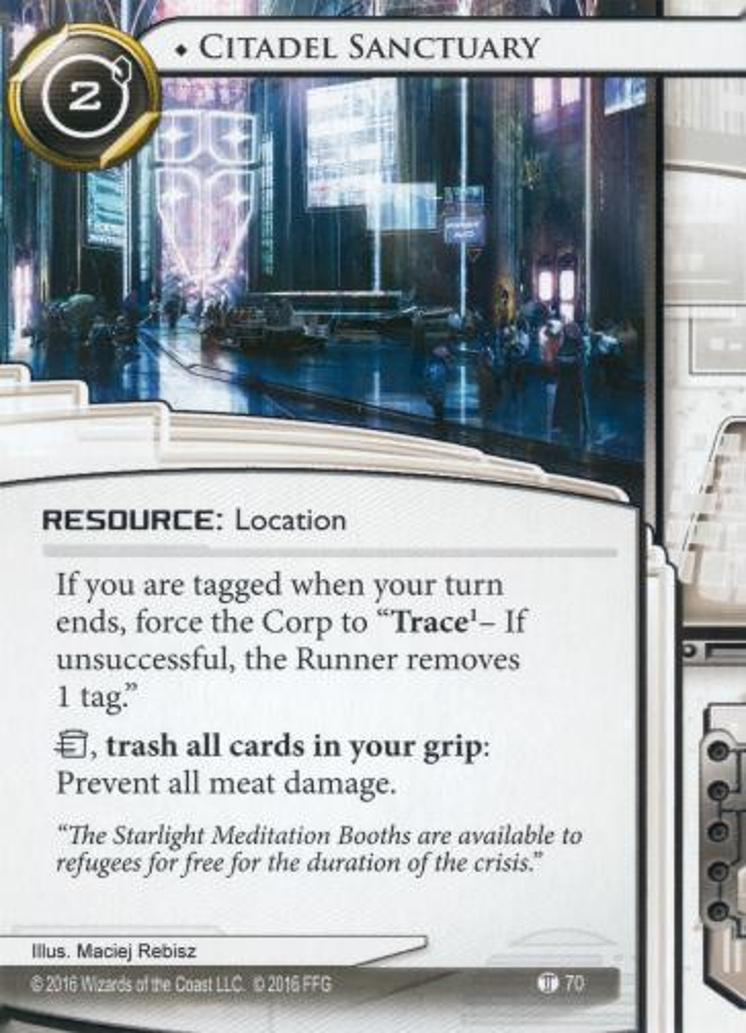 2
♦ Citadel Sanctuary
RESOURCE: Location
If you are tagged when your turn
ends, force the Corp to “Trace¹– If
unsuccessful, the Runner removes
1 tag.”
, trash all cards in your grip:
Prevent all meat damage.
“The Starlight Meditation Booths are available to
refugees for free for the duration of the crisis.”
Illus. Maciej Rebisz
© 2016 Wizards of the Coast LLC. © 2016 FFG
70